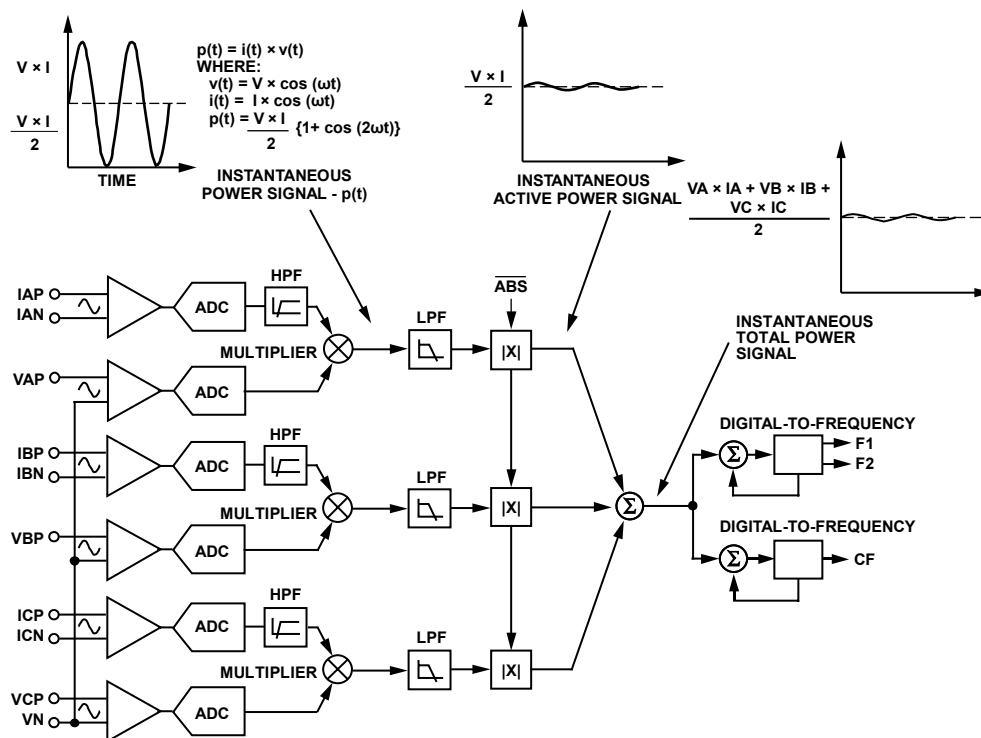 V × I
V × I
2
TIME
p(t) = i(t) × v(t)
WHERE:
v(t) = V × cos (ωt)
i(t) = I × cos (ωt)
p(t) = V × I
2
{1+ cos (2ωt)}
INSTANTANEOUS
POWER SIGNAL - p(t)
V × I
2
INSTANTANEOUS
ACTIVE POWER SIGNAL
VA × IA + VB × IB +
VC × IC
2
INSTANTANEOUS
TOTAL POWER
SIGNAL
IAP
IAN
ADC
HPF
MULTIPLIER
LPF
ABS
|X|
VAP
ADC
IBP
IBN
ADC
HPF
MULTIPLIER
LPF
|X|
Σ
VBP
ADC
ICP
ICN
ADC
HPF
MULTIPLIER
LPF
|X|
VCP
VN
ADC
DIGITAL-TO-FREQUENCY
Σ
F1
F2
DIGITAL-TO-FREQUENCY
Σ
CF